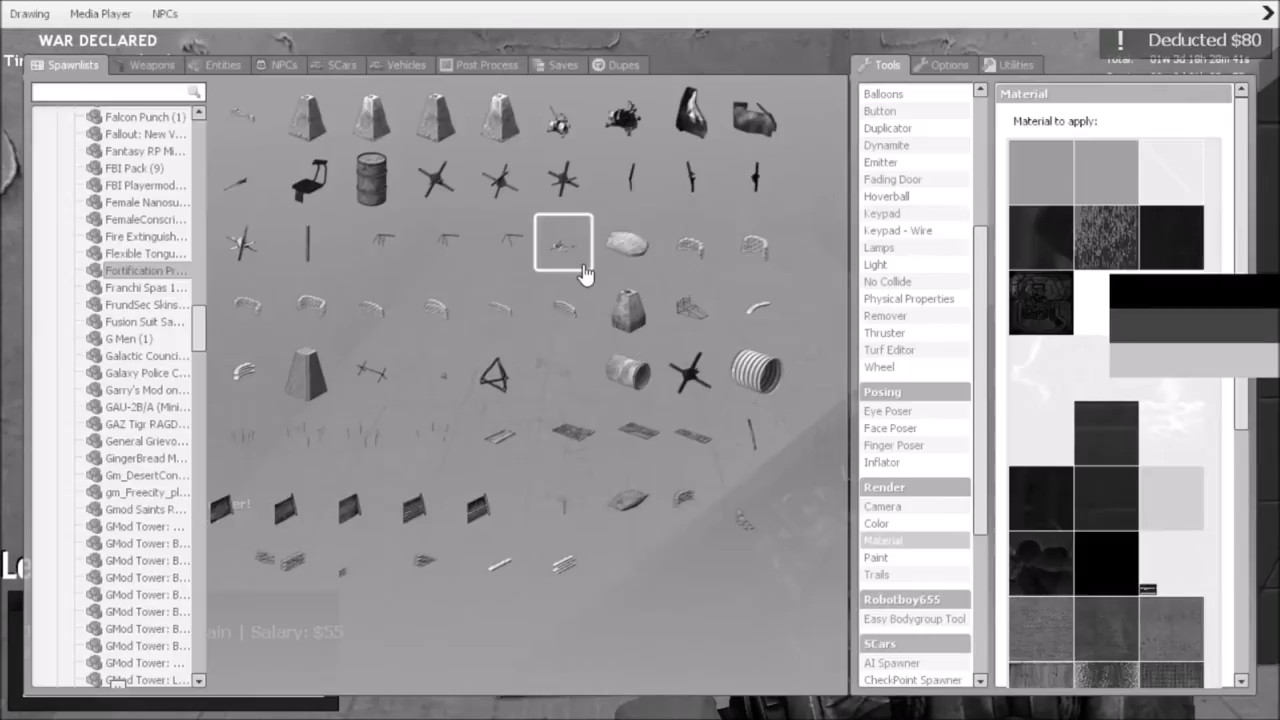 Drawing Media Player NPCs
WAR DECLARED
! Deducted $80
Spawnlists Weapons Entities NPCs SCars Vehicles Post Process Saves Dupes
Tools Options Utilities
Falcon Punch (1)
Fallout: New V...
Fantasy RP Mi...
FBI Pack (9)
FBI Playermod...
Female Nanosu...
FemaleConscri...
Fire Extinguish...
Flexible Tongu...
Fortification Pr...
Franchi Spas 1...
FrundSec Skins...
Fusion Suit Sa...
G Men (1)
Galactic Counci...
Galaxy Police C...
Garry's Mod on...
GAU-2B/A (Mini...
GAZ Tigr RAGD...
General Grievo...
GingerBread M...
Gm_DesertCon...
gm_Freecity_pl...
Gmod Saints R...
GMod Tower: ...
GMod Tower: B...
GMod Tower: B...
GMod Tower: B...
GMod Tower: B...
GMod Tower: B...
GMod Tower: B...
GMod Tower: B...
GMod Tower: ...
GMod Tower: L...
ain | Salary: $55
Balloons
Button
Duplicator
Dynamite
Emitter
Fading Door
Hoverball
Keypad
Keypad - Wire
Lamps
Light
No Collide
Physical Properties
Remover
Thruster
Turf Editor
Wheel
Posing
Eye Poser
Face Poser
Finger Poser
Inflator
Render
Camera
Color
Material
Paint
Trails
Robotboy655
Easy Bodygroup Tool
SCars
AI Spawner
CheckPoint Spawner
Material
Material to apply: